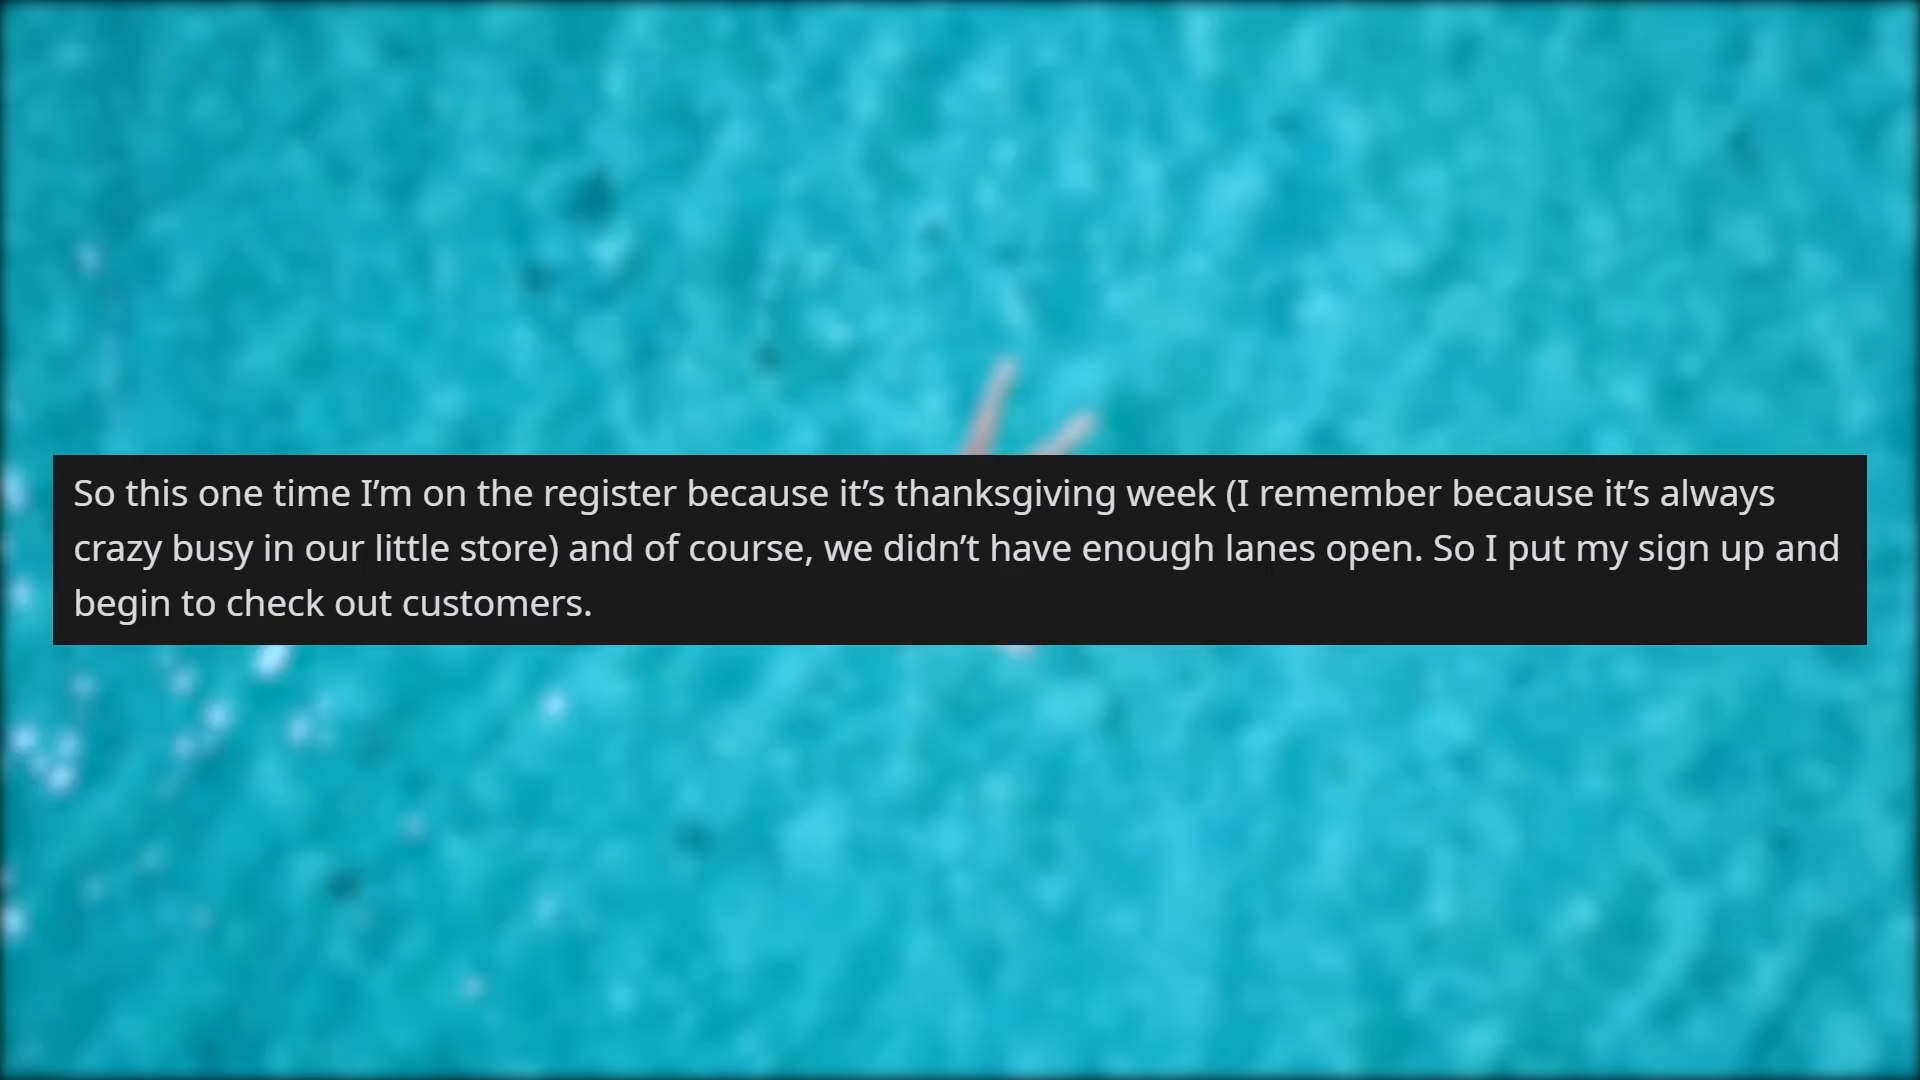 So this one time I’m on the register because it’s thanksgiving week (I remember because it’s always
crazy busy in our little store) and of course, we didn’t have enough lanes open. So I put my sign up and
begin to check out customers.